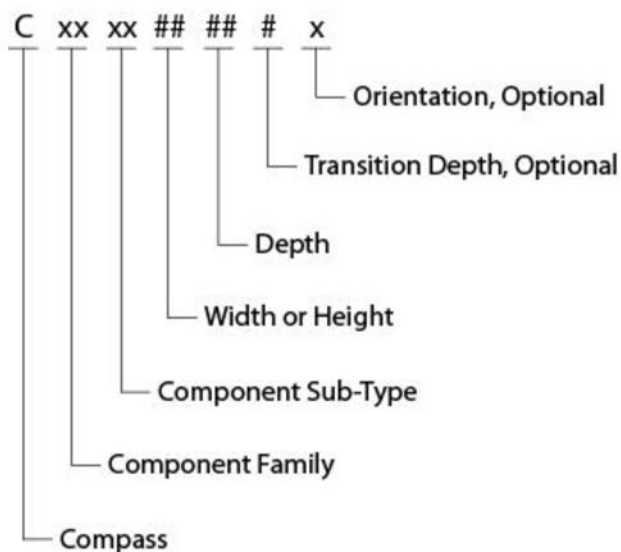 C xx xx ## ## # x
Orientation, Optional
Transition Depth, Optional
Depth
Width or Height
Component Sub-Type
Component Family
Compass